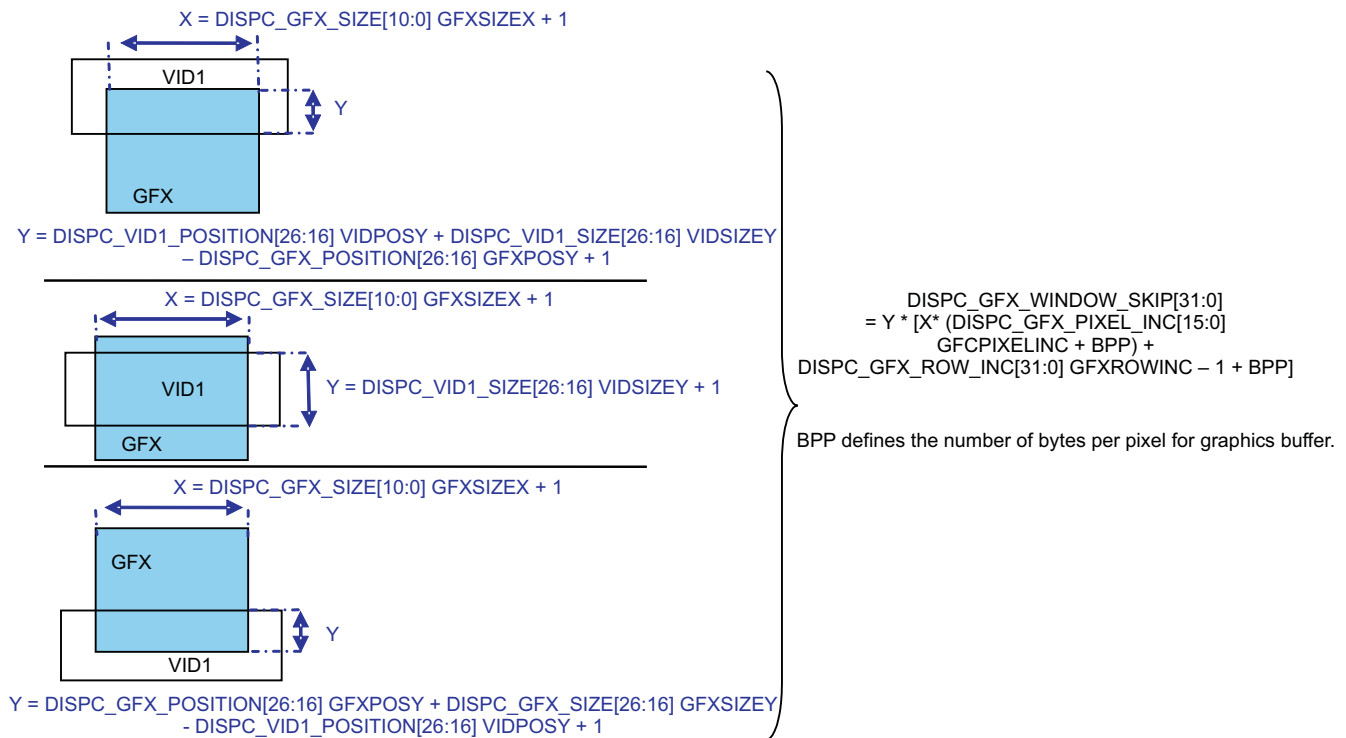 X = DISPC_GFX_SIZE[10:0] GFXSIZEX + 1
VID1
Y
GFX
Y = DISPC_VID1_POSITION[26:16] VIDPOSY + DISPC_VID1_SIZE[26:16] VIDSIZEY
– DISPC_GFX_POSITION[26:16] GFXPOSY + 1
X = DISPC_GFX_SIZE[10:0] GFXSIZEX + 1
VID1
Y = DISPC_VID1_SIZE[26:16] VIDSIZEY + 1
GFX
X = DISPC_GFX_SIZE[10:0] GFXSIZEX + 1
GFX
Y
VID1
Y = DISPC_GFX_POSITION[26:16] GFXPOSY + DISPC_GFX_SIZE[26:16] GFXSIZEY
- DISPC_VID1_POSITION[26:16] VIDPOSY + 1
DISPC_GFX_WINDOW_SKIP[31:0]
= Y * [X* (DISPC_GFX_PIXEL_INC[15:0]
GFCPIXELINC + BPP) +
DISPC_GFX_ROW_INC[31:0] GFXROWINC – 1 + BPP]
BPP defines the number of bytes per pixel for graphics buffer.